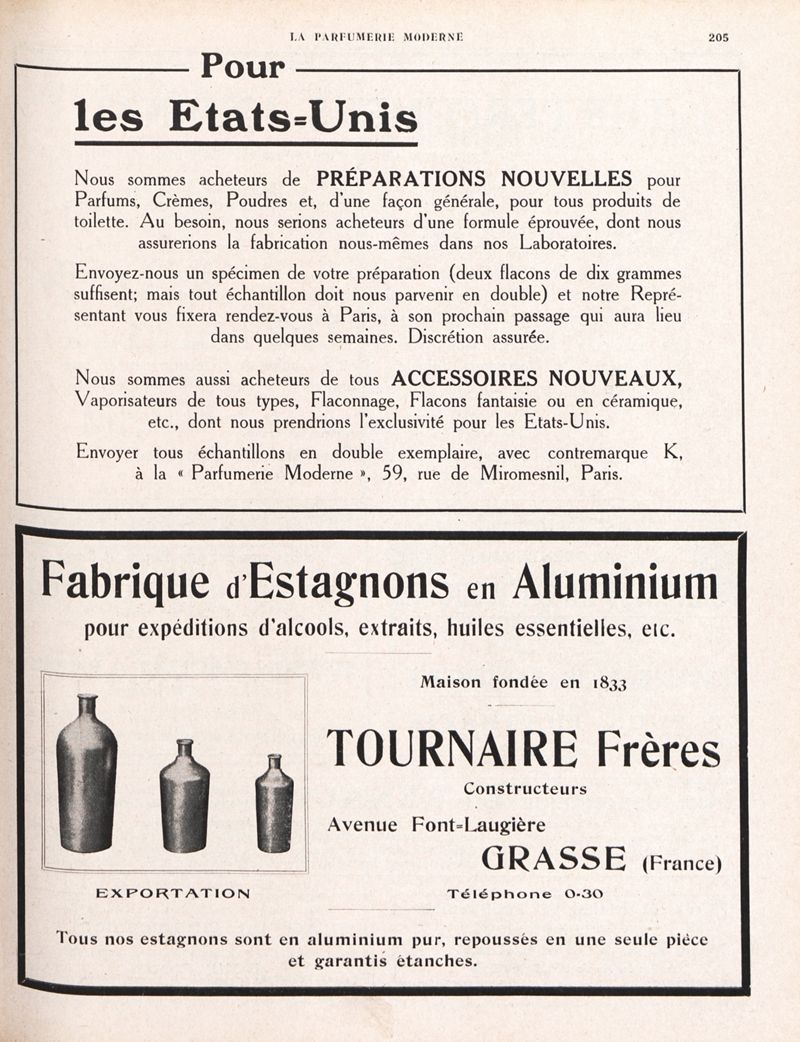 LA PARFUMERIE MODERNE
205
Pour
les Etats=Unis
Nous sommes acheteurs de PRÉPARATIONS NOUVELLES pour
Parfums, Crèmes, Poudres et, d'une façon générale, pour tous produits de
toilette. Au besoin, nous serions acheteurs d'une formule éprouvée, dont nous
assurerions la fabrication nous-mêmes dans nos Laboratoires.
Envoyez-nous un spécimen de votre préparation (deux flacons de dix grammes
suffisent; mais tout échantillon doit nous parvenir en double) et notre Repré-
sentant vous fixera rendez-vous à Paris, à son prochain passage qui aura lieu
dans quelques semaines. Discrétion assurée.
Nous sommes aussi acheteurs de tous ACCESSOIRES NOUVEAUX,
Vaporisateurs de tous types, Flaconnage, Flacons fantaisie ou en céramique,
etc., dont nous prendrions l'exclusivité pour les Etats-Unis.
Envoyer tous échantillons en double exemplaire, avec contremarque K,
à la « Parfumerie Moderne », 59, rue de Miromesnil, Paris.
Fabrique d'Estagnons en Aluminium
pour expéditions d'alcools, extraits, huiles essentielles, etc.
Maison fondée en 1833
TOURNAIRE Frères
Constructeurs
Avenue Font=Laugière
GRASSE (France)
EXPORTATION
Téléphone 0-30
Tous nos estagnons sont en aluminium pur, repoussés en une seule pièce
et garantis étanches.